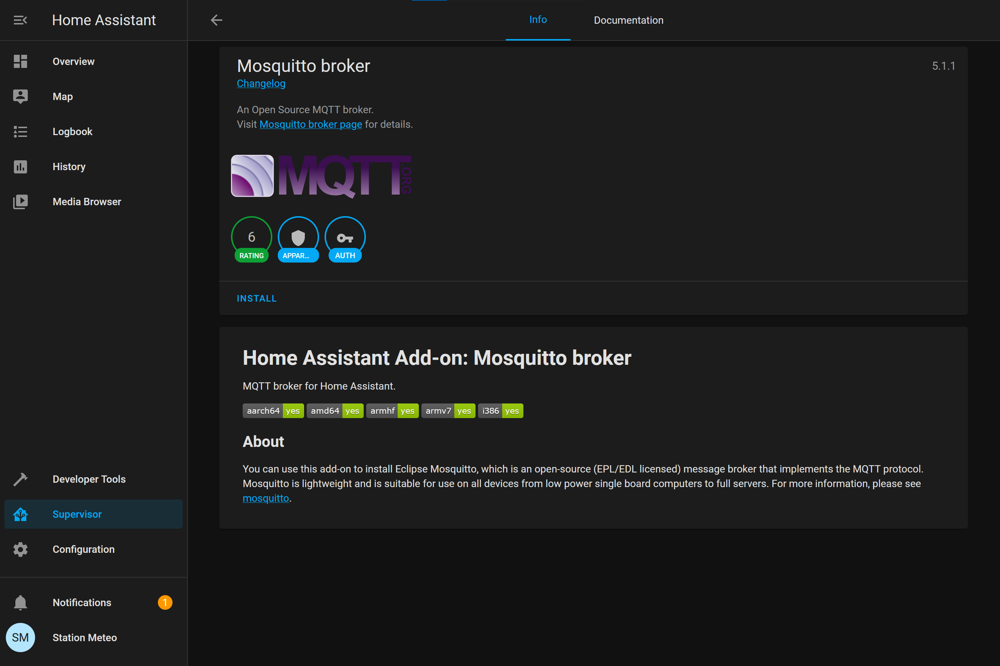 Home Assistant
Overview
Map
Logbook
History
Media Browser
Developer Tools
Supervisor
Configuration
Notifications
1
SM
Station Meteo
Info
Documentation
Mosquitto broker
5.1.1
Changelog
An Open Source MQTT broker.
Visit Mosquitto broker page for details.
MQTT.ORG
6
RATING
APPAR...
AUTH
INSTALL
Home Assistant Add-on: Mosquitto broker
MQTT broker for Home Assistant.
aarch64 yes amd64 yes armhf yes armv7 yes i386 yes
About
You can use this add-on to install Eclipse Mosquitto, which is an open-source (EPL/EDL licensed) message broker that implements the MQTT protocol.
Mosquitto is lightweight and is suitable for use on all devices from low power single board computers to full servers. For more information, please see
mosquitto.